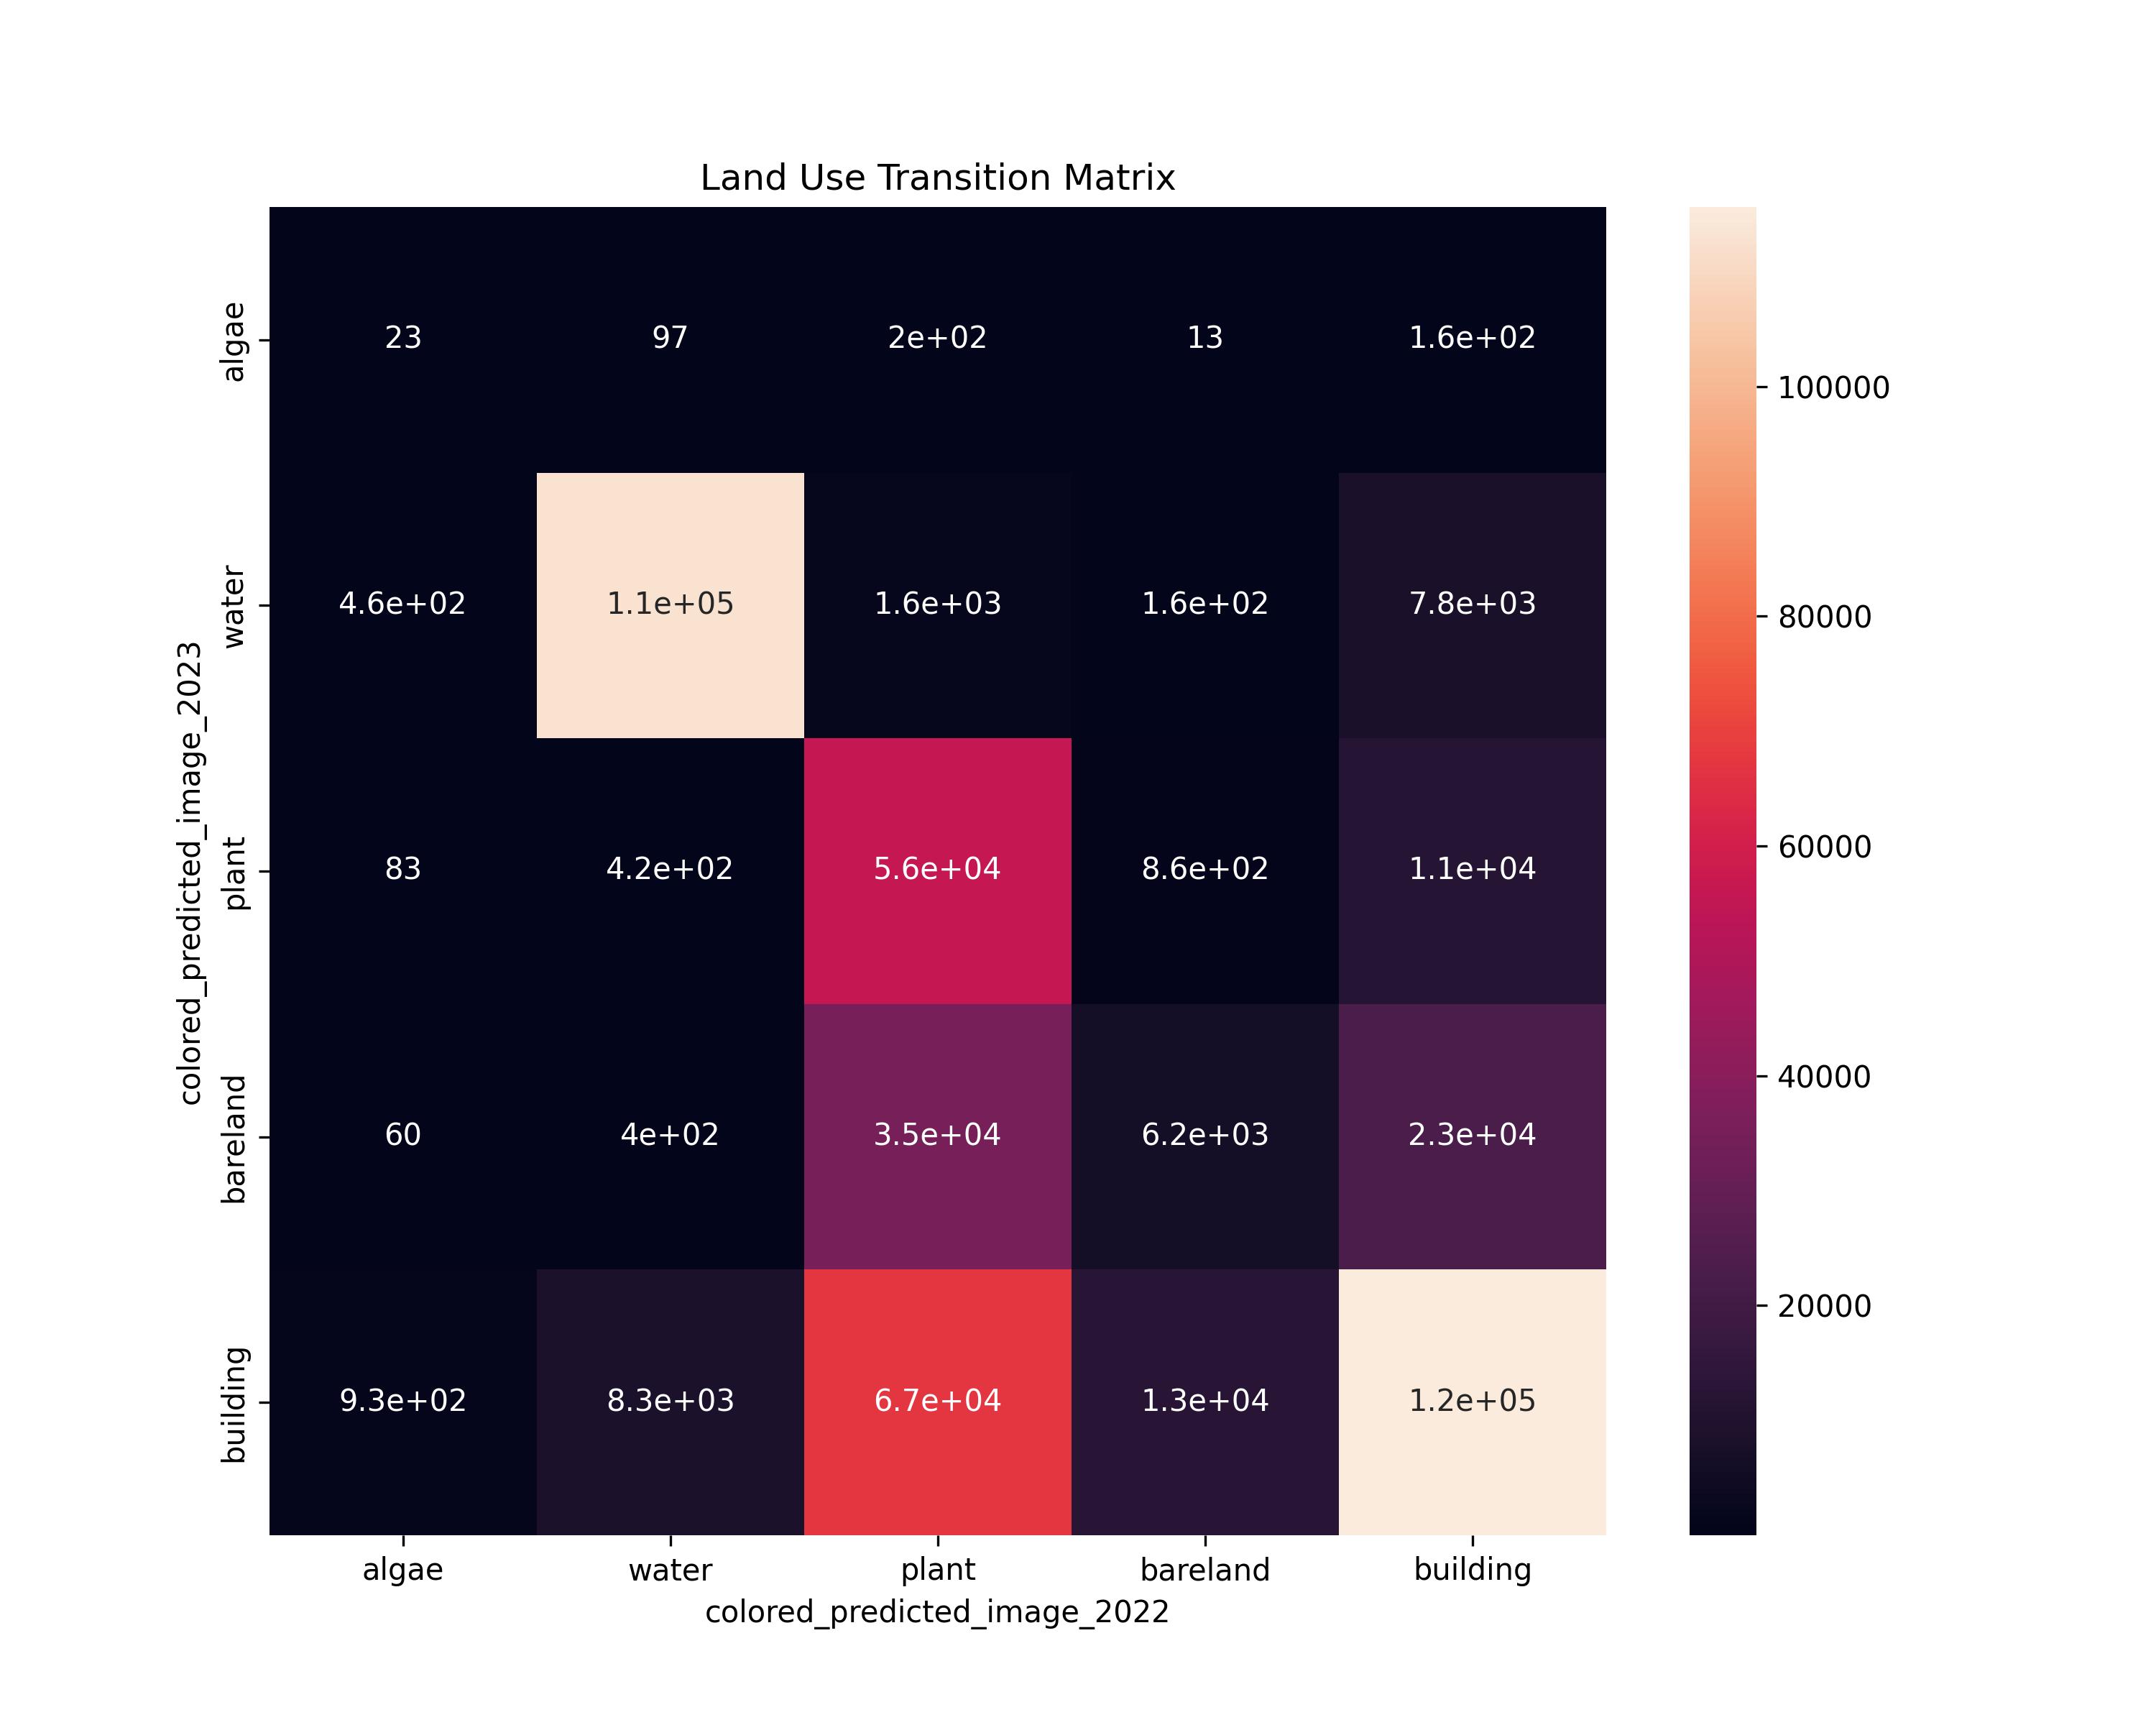 Land Use Transition Matrix
colored_predicted_image_2023
algae
23 97 2e+02 13 1.6e+02
water
4.6e+02 1.1e+05 1.6e+03 1.6e+02 7.8e+03
plant
83 4.2e+02 5.6e+04 8.6e+02 1.1e+04
bareland
60 4e+02 3.5e+04 6.2e+03 2.3e+04
building
9.3e+02 8.3e+03 6.7e+04 1.3e+04 1.2e+05
algae water plant bareland building
colored_predicted_image_2022
100000
80000
60000
40000
20000